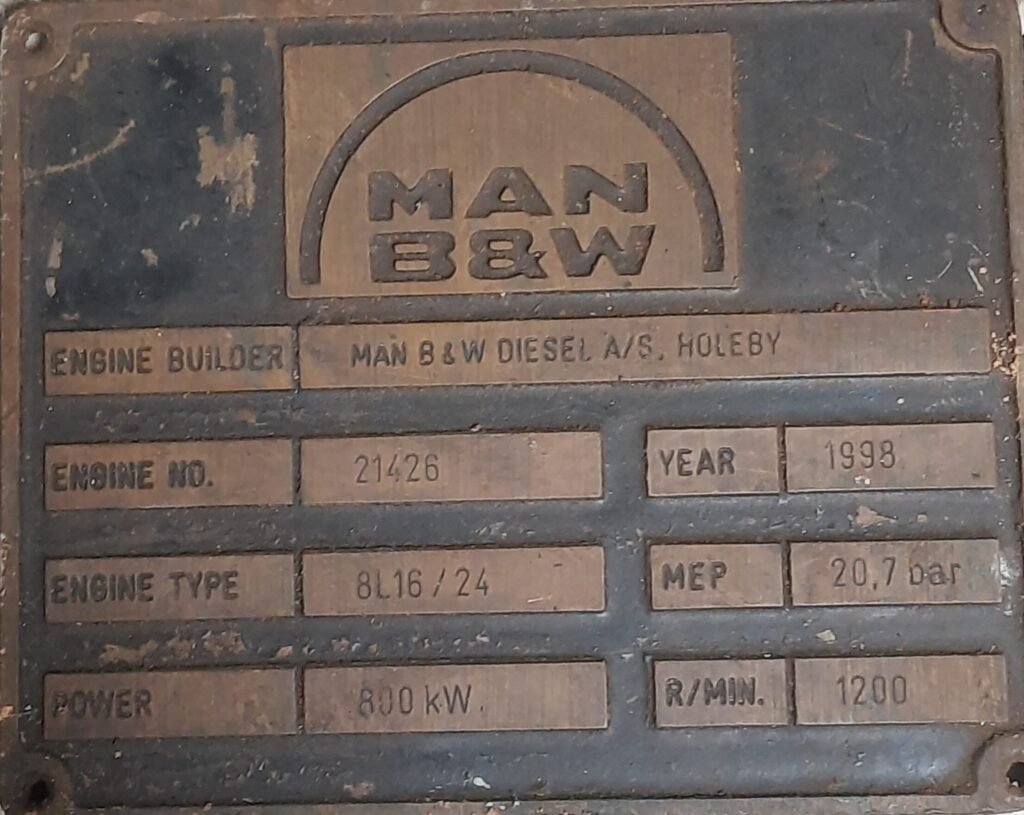 MAN
B&W
ENGINE BUILDER MAN B&W DIESEL A/S, HOLEBY
ENGINE NO. 21426 YEAR 1998
ENGINE TYPE 8L16/24 MEP 20,7 bar
POWER 800 kW R/MIN. 1200